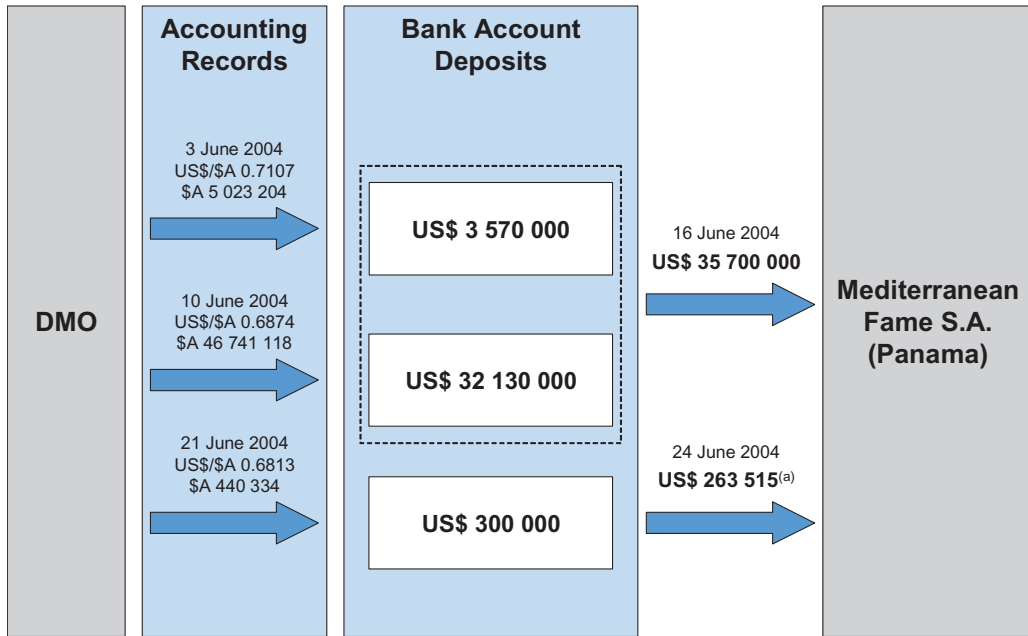 DMO
Accounting
Records
3 June 2004
US$/$A 0.7107
$A 5 023 204
10 June 2004
US$/$A 0.6874
$A 46 741 118
21 June 2004
US$/$A 0.6813
$A 440 334
Bank Account
Deposits
US$ 3 570 000
US$ 32 130 000
US$ 300 000
16 June 2004
US$ 35 700 000
24 June 2004
US$ 263 515(a)
Mediterranean
Fame S.A.
(Panama)